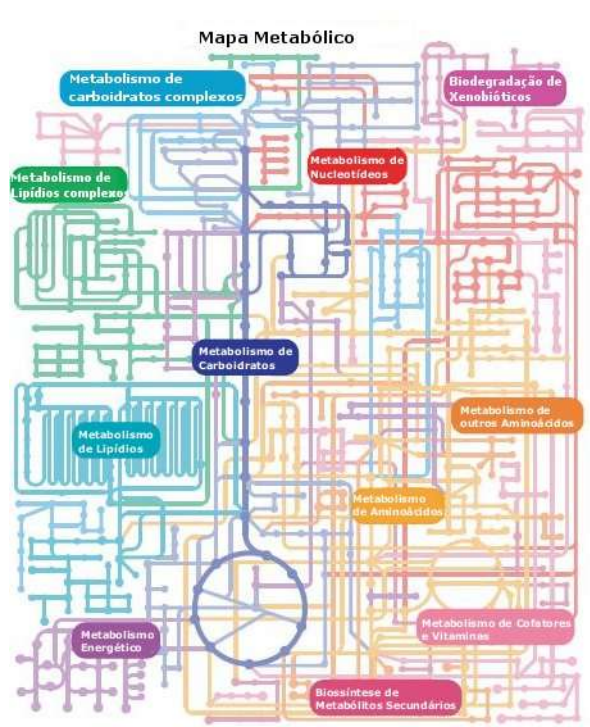 Mapa Metabólico
Metabolismo de
carboidratos complexos
Biodegradação de
Xenobióticos
Metabolismo de
Nucleotídeos
Metabolismo de
Lipídios complexos
Metabolismo de
Carboidratos
Metabolismo de
outros Aminoácidos
Metabolismo
de Lipídios
Metabolismo
de Aminoácidos
Metabolismo de Cofatores
e Vitaminas
Metabolismo
Energético
Biossíntese de
Metabólitos Secundários